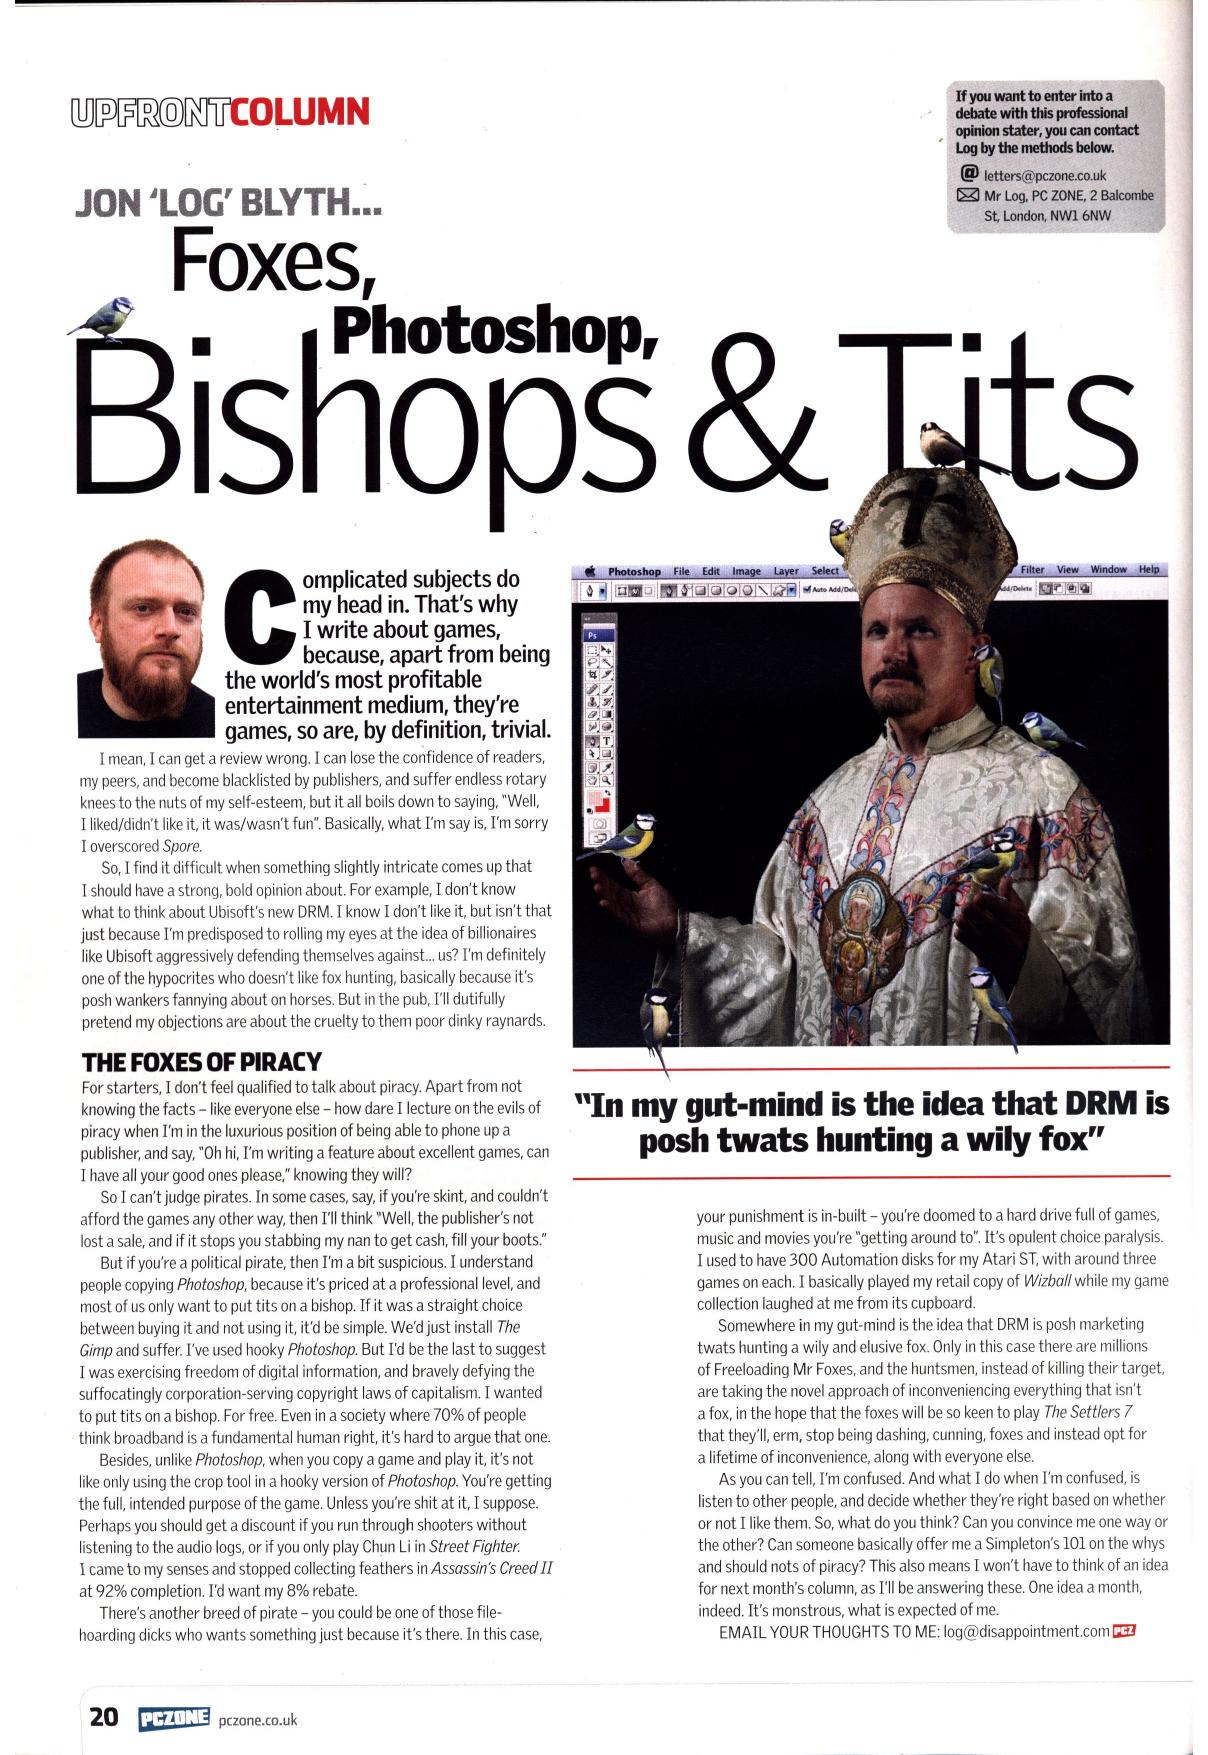 UPFRONTCOLUMN
If you want to enter into a
debate with this professional
opinion stater, you can contact
Log by the methods below.
@ letters@pczone.co.uk
Mr Log, PC ZONE, 2 Balcombe
St, London, NW1 6NW
JON 'LOG' BLYTH...
Foxes,
Photoshop,
Bishops & Tits
Complicated subjects do
my head in. That's why
I write about games,
because, apart from being
the world's most profitable
entertainment medium, they're
games, so are, by definition, trivial.
I mean, I can get a review wrong. I can lose the confidence of readers,
my peers, and become blacklisted by publishers, and suffer endless rotary
knees to the nuts of my self-esteem, but it all boils down to saying, "Well,
I liked/didn't like it, it was/wasn't fun". Basically, what I'm say is, I'm sorry
I overscored Spore.
So, I find it difficult when something slightly intricate comes up that
I should have a strong, bold opinion about. For example, I don't know
what to think about Ubisoft's new DRM. I know I don't like it, but isn't that
just because I'm predisposed to rolling my eyes at the idea of billionaires
like Ubisoft aggressively defending themselves against... us? I'm definitely
one of the hypocrites who doesn't like fox hunting, basically because it's
posh wankers fannying about on horses. But in the pub, I'll dutifully
pretend my objections are about the cruelty to them poor dinky raynards.
THE FOXES OF PIRACY
For starters, I don't feel qualified to talk about piracy. Apart from not
knowing the facts – like everyone else – how dare I lecture on the evils of
piracy when I'm in the luxurious position of being able to phone up a
publisher, and say, "Oh hi, I'm writing a feature about excellent games, can
I have all your good ones please," knowing they will?
So I can't judge pirates. In some cases, say, if you're skint, and couldn't
afford the games any other way, then I'll think "Well, the publisher's not
lost a sale, and if it stops you stabbing my nan to get cash, fill your boots."
But if you're a political pirate, then I'm a bit suspicious. I understand
people copying Photoshop, because it's priced at a professional level, and
most of us only want to put tits on a bishop. If it was a straight choice
between buying it and not using it, it'd be simple. We'd just install The
Gimp and suffer. I've used hooky Photoshop. But I'd be the last to suggest
I was exercising freedom of digital information, and bravely defying the
suffocatingly corporation-serving copyright laws of capitalism. I wanted
to put tits on a bishop. For free. Even in a society where 70% of people
think broadband is a fundamental human right, it's hard to argue that one.
Besides, unlike Photoshop, when you copy a game and play it, it's not
like only using the crop tool in a hooky version of Photoshop. You're getting
the full, intended purpose of the game. Unless you're shit at it, I suppose.
Perhaps you should get a discount if you run through shooters without
listening to the audio logs, or if you only play Chun Li in Street Fighter.
I came to my senses and stopped collecting feathers in Assassin's Creed II
at 92% completion. I'd want my 8% rebate.
There's another breed of pirate – you could be one of those file-
hoarding dicks who wants something just because it's there. In this case,
Photoshop File Edit Image Layer Select Filter View Window Help
Auto Add/Del Add/Delete
Ps
T
"In my gut-mind is the idea that DRM is
posh twats hunting a wily fox"
your punishment is in-built – you're doomed to a hard drive full of games,
music and movies you're "getting around to". It's opulent choice paralysis.
I used to have 300 Automation disks for my Atari ST, with around three
games on each. I basically played my retail copy of Wizball while my game
collection laughed at me from its cupboard.
Somewhere in my gut-mind is the idea that DRM is posh marketing
twats hunting a wily and elusive fox. Only in this case there are millions
of Freeloading Mr Foxes, and the huntsmen, instead of killing their target,
are taking the novel approach of inconveniencing everything that isn't
a fox, in the hope that the foxes will be so keen to play The Settlers 7
that they'll, erm, stop being dashing, cunning, foxes and instead opt for
a lifetime of inconvenience, along with everyone else.
As you can tell, I'm confused. And what I do when I'm confused, is
listen to other people, and decide whether they're right based on whether
or not I like them. So, what do you think? Can you convince me one way or
the other? Can someone basically offer me a Simpleton's 101 on the whys
and should nots of piracy? This also means I won't have to think of an idea
for next month's column, as I'll be answering these. One idea a month,
indeed. It's monstrous, what is expected of me.
EMAIL YOUR THOUGHTS TO ME: log@disappointment.com PCZ
20 PCZONE pczone.co.uk